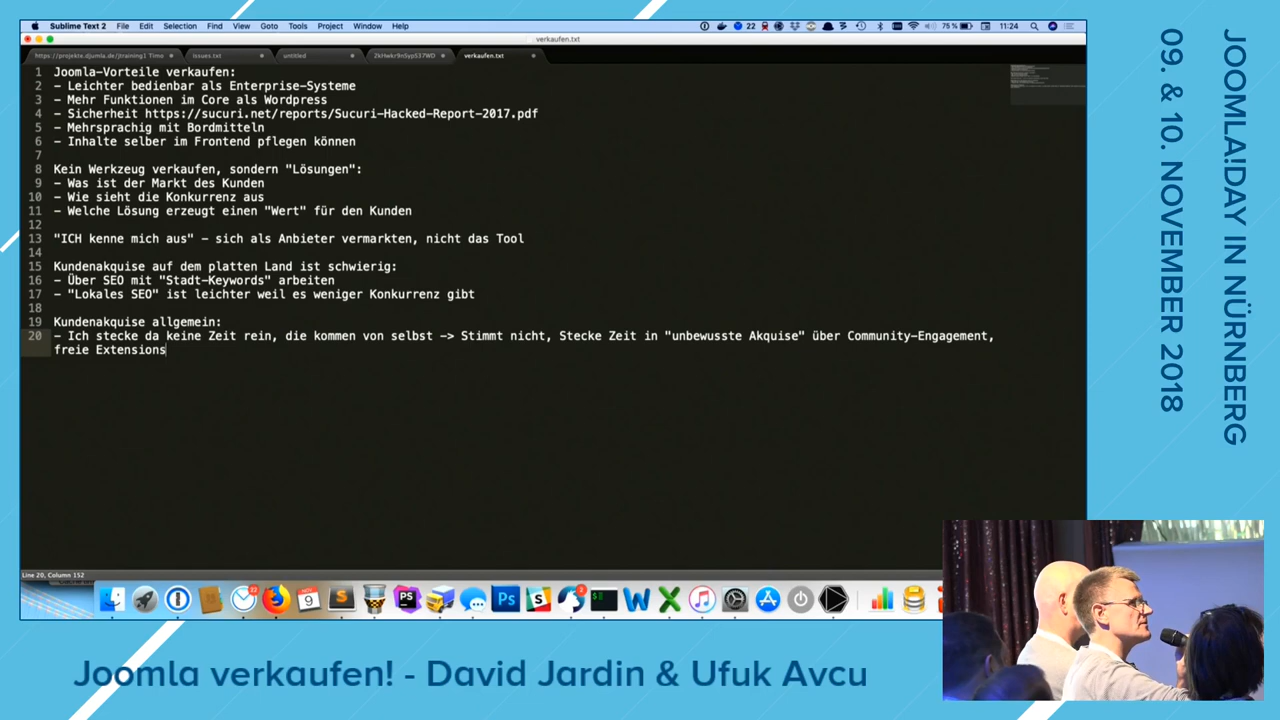 Sublime Text 2 File Edit Selection Find View Goto Tools Project Window Help 22 75 % 11:24
verkaufen.txt
https://projekte.djumla.de/jtraining1 Timo issues.txt untitled verkaufen.txt
1 Joomla-Vorteile verkaufen:
2 - Leichter bedienbar als Enterprise-Systeme
3 - Mehr Funktionen im Core als Wordpress
4 - Sicherheit https://sucuri.net/reports/Sucuri-Hacked-Report-2017.pdf
5 - Mehrsprachig mit Bordmitteln
6 - Inhalte selber im Frontend pflegen können
7
8 Kein Werkzeug verkaufen, sondern "Lösungen":
9 - Was ist der Markt des Kunden
10 - Wie sieht die Konkurrenz aus
11 - Welche Lösung erzeugt einen "Wert" für den Kunden
12
13 "ICH kenne mich aus" - sich als Anbieter vermarkten, nicht das Tool
14
15 Kundenakquise auf dem platten Land ist schwierig:
16 - Über SEO mit "Stadt-Keywords" arbeiten
17 - "Lokales SEO" ist leichter weil es weniger Konkurrenz gibt
18
19 Kundenakquise allgemein:
20 - Ich stecke da keine Zeit rein, die kommen von selbst -> Stimmt nicht, Stecke Zeit in "unbewusste Akquise" über Community-Engagement,
freie Extensions
Line 20, Column 152
JOOMLA!DAY IN NÜRNBERG
09. & 10. NOVEMBER 2018
Joomla verkaufen! - David Jardin & Ufuk Avcu